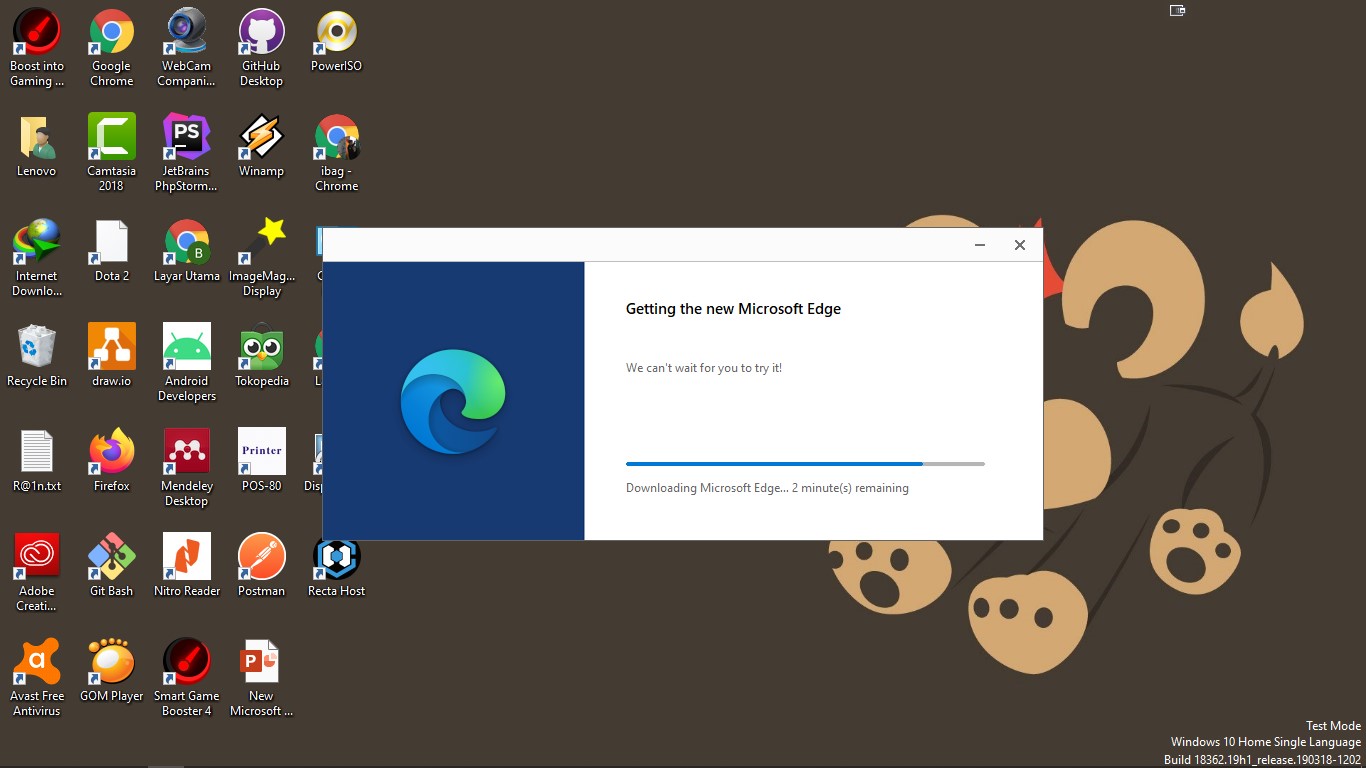 Boost into
Gaming ...
Google
Chrome
WebCam
Compani...
GitHub
Desktop
PowerISO
Lenovo
Camtasia
2018
PS
JetBrains
PhpStorm...
Winamp
ibag -
Chrome
Internet
Downlo...
Dota 2
B
Layar Utama
ImageMag...
Display
Recycle Bin
draw.io
Android
Developers
Tokopedia
R@1n.txt
Firefox
Mendeley
Desktop
Printer
POS-80
Adobe
Creati...
Git Bash
Nitro Reader
Postman
Recta Host
a
Avast Free
Antivirus
GOM Player
Smart Game
Booster 4
P
New
Microsoft ...
Getting the new Microsoft Edge
We can't wait for you to try it!
Downloading Microsoft Edge... 2 minute(s) remaining
Test Mode
Windows 10 Home Single Language
Build 18362.19h1_release.190318-1202